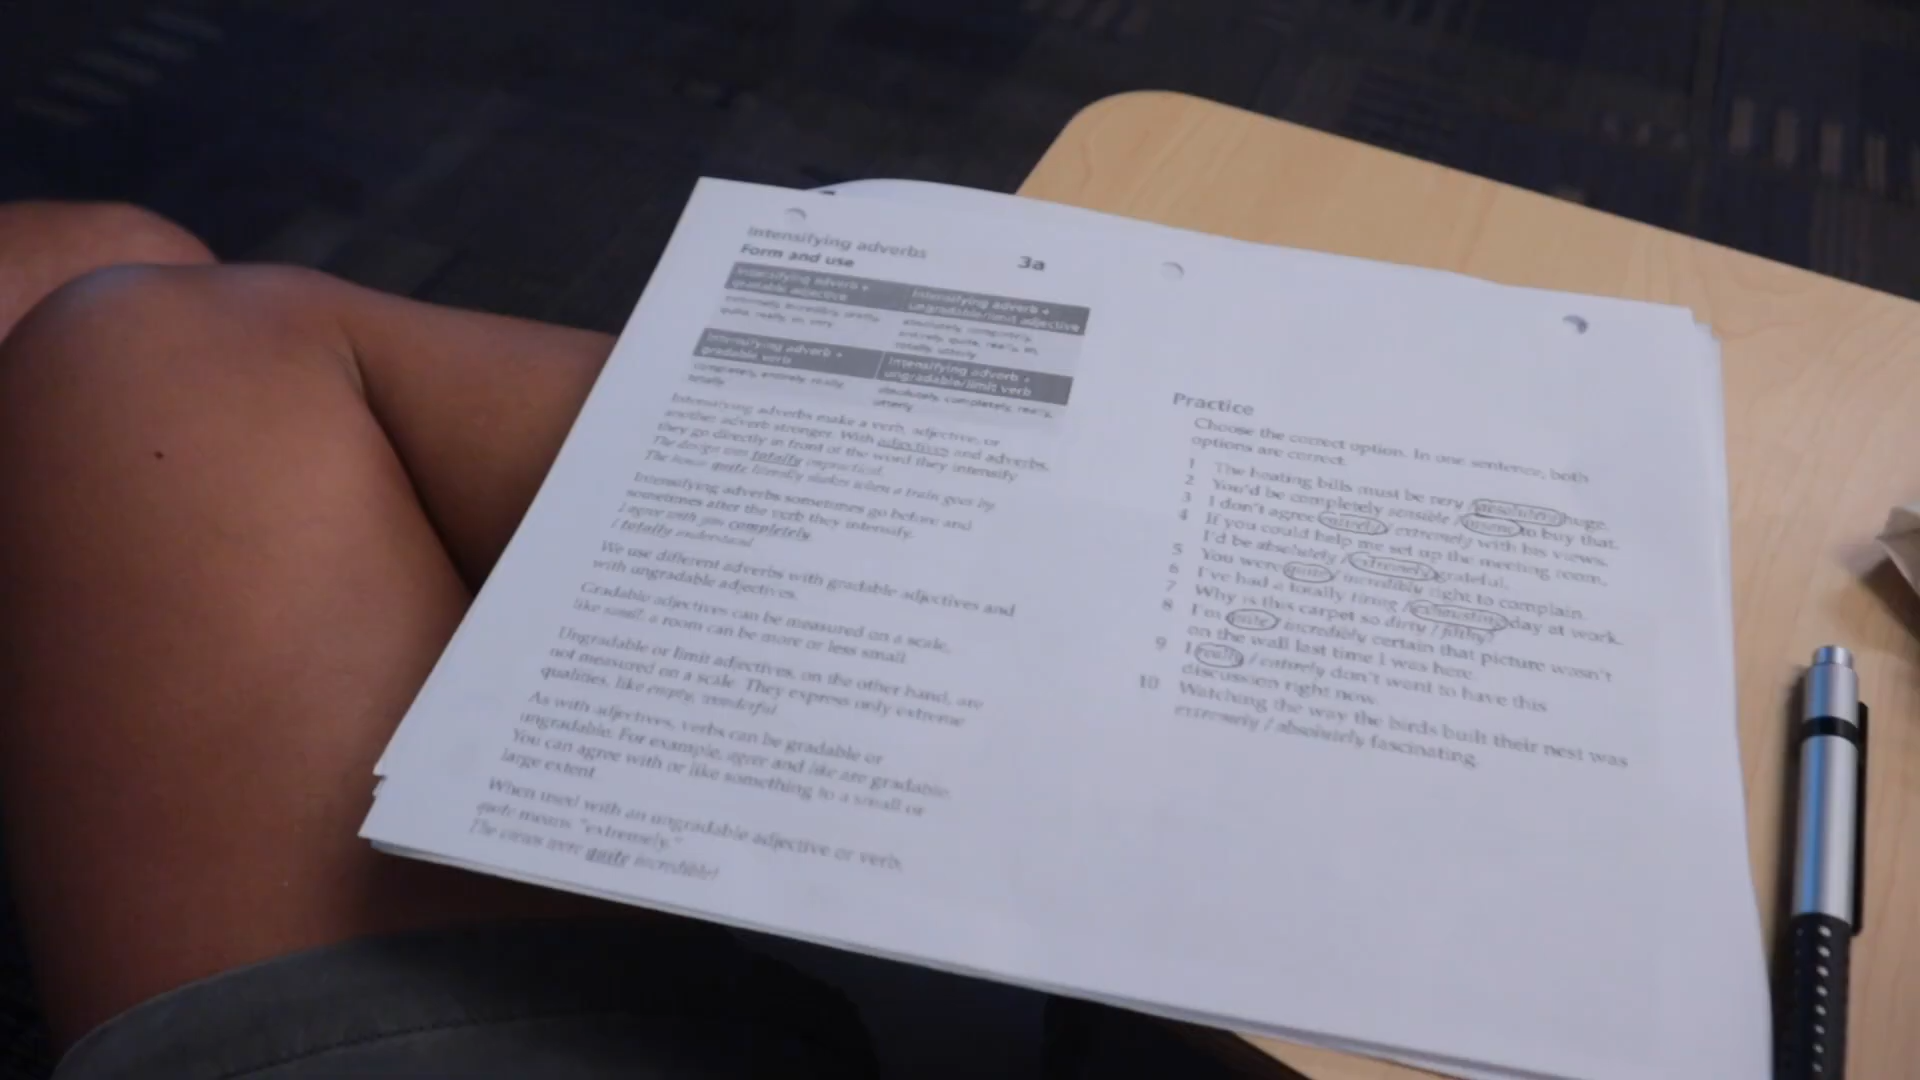 Intensifying adverbs
Form and use
3a
Intensifying adverb +
gradable adjective
extremely, incredibly, pretty,
quite, really, so, very
Intensifying adverb +
ungradable/limit adjective
absolutely, completely,
entirely, quite, really, so,
totally, utterly
Intensifying adverb +
gradable verb
completely, entirely, really
totally
Intensifying adverb +
ungradable/limit verb
absolutely, completely, really,
utterly
Intensifying adverbs make a verb, adjective, or
another adverb stronger. With adjectives and adverbs,
they go directly in front of the word they intensify
The design was totally impractical.
The house quite literally shakes when a train goes by
Intensifying adverbs sometimes go before and
sometimes after the verb they intensify.
I agree with you completely.
I totally understand
We use different adverbs with gradable adjectives and
with ungradable adjectives.
Gradable adjectives can be measured on a scale,
like small: a room can be more or less small
Ungradable or limit adjectives, on the other hand, are
not measured on a scale. They express only extreme
qualities, like empty, wonderful
As with adjectives, verbs can be gradable or
ungradable. For example, agree and like are gradable.
You can agree with or like something to a small or
large extent
When used with an ungradable adjective or verb,
quite means "extremely."
The views were quite incredible!
Practice
Choose the correct option. In one sentence, both
options are correct.
1 The heating bills must be very / absolutely huge.
2 You'd be completely sensible / insane to buy that.
3 I don't agree entirely / extremely with his views.
4 If you could help me set up the meeting room,
I'd be absolutely / extremely grateful.
5 You were quite / incredibly right to complain.
6 I've had a totally tiring / exhausting day at work.
7 Why is this carpet so dirty / filthy?
8 I'm quite / incredibly certain that picture wasn't
on the wall last time I was here.
9 I really / entirely don't want to have this
discussion right now.
10 Watching the way the birds built their nest was
extremely / absolutely fascinating.